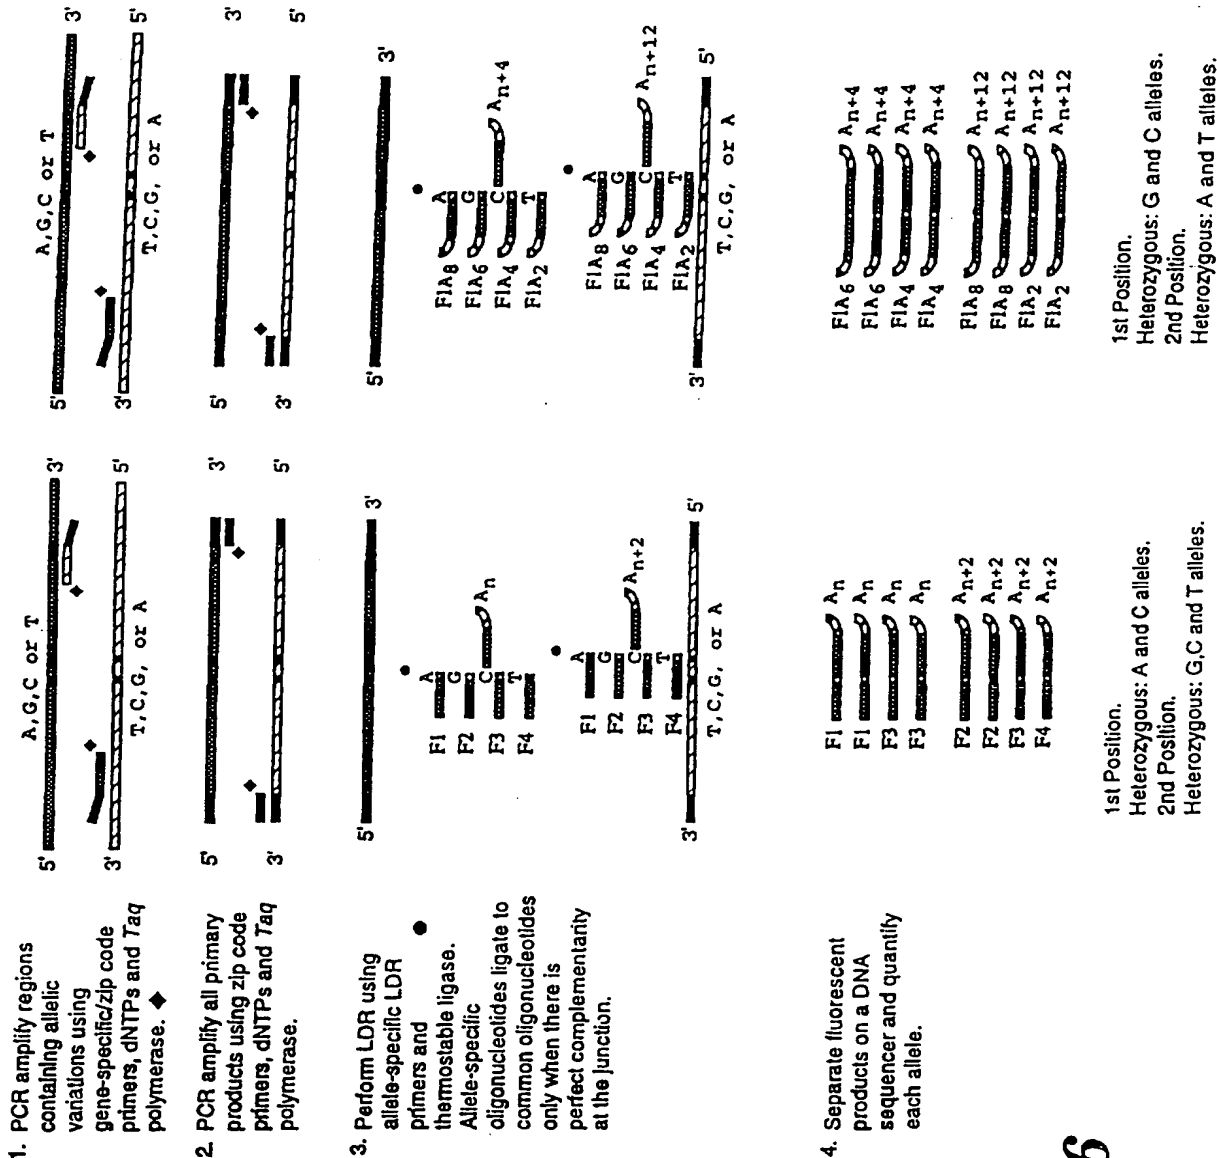 1. PCR amplify regions
containing allelic
variations using
gene-specific/zip code
primers, dNTPs and Taq
polymerase. ◆
5'
A,G,C or T
3'
3'
5'
T,C,G, or A
5'
A,G,C or T
3'
3'
5'
T,C,G, or A
2. PCR amplify all primary
products using zip code
primers, dNTPs and Taq
polymerase.
5'
3'
3'
5'
5'
3'
3'
5'
3. Perform LDR using
allele-specific LDR
primers and ●
thermostable ligase.
Allele-specific
oligonucleotides ligate to
common oligonucleotides
only when there is
perfect complementarity
at the junction.
5'
3'
F1 A
F2 G
F3 C An
F4 T
F1 A
F2 G
F3 C An+2
F4 T
3'
5'
T,C,G, or A
5'
3'
FlA8 A
FlA6 G
FlA4 C An+4
FlA2 T
FlA8 A
FlA6 G
FlA4 C An+12
FlA2 T
3'
5'
T,C,G, or A
4. Separate fluorescent
products on a DNA
sequencer and quantify
each allele.
F1 An
F1 An
F3 An
F3 An
F2 An+2
F2 An+2
F3 An+2
F4 An+2
1st Position.
Heterozygous: A and C alleles.
2nd Position.
Heterozygous: G,C and T alleles.
FlA6 An+4
FlA6 An+4
FlA4 An+4
FlA4 An+4
FlA8 An+12
FlA8 An+12
FlA2 An+12
FlA2 An+12
1st Position.
Heterozygous: G and C alleles.
2nd Position.
Heterozygous: A and T alleles.